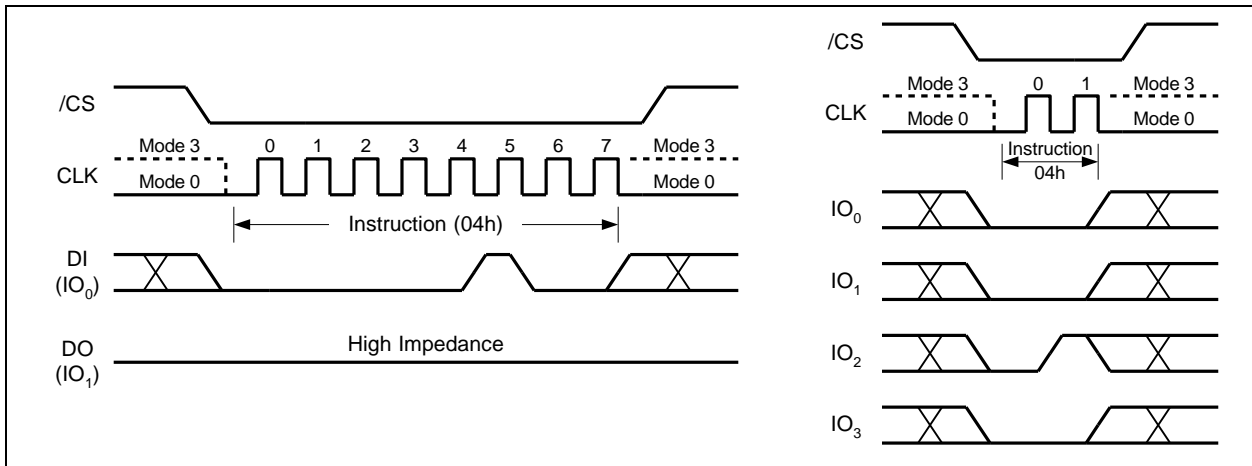 /CS
Mode 3 0 1 2 3 4 5 6 7 Mode 3
CLK
Mode 0 Mode 0
Instruction (04h)
DI
(IO0)
High Impedance
DO
(IO1)
/CS
Mode 3 0 1 Mode 3
CLK
Mode 0 Mode 0
Instruction
04h
IO0
IO1
IO2
IO3